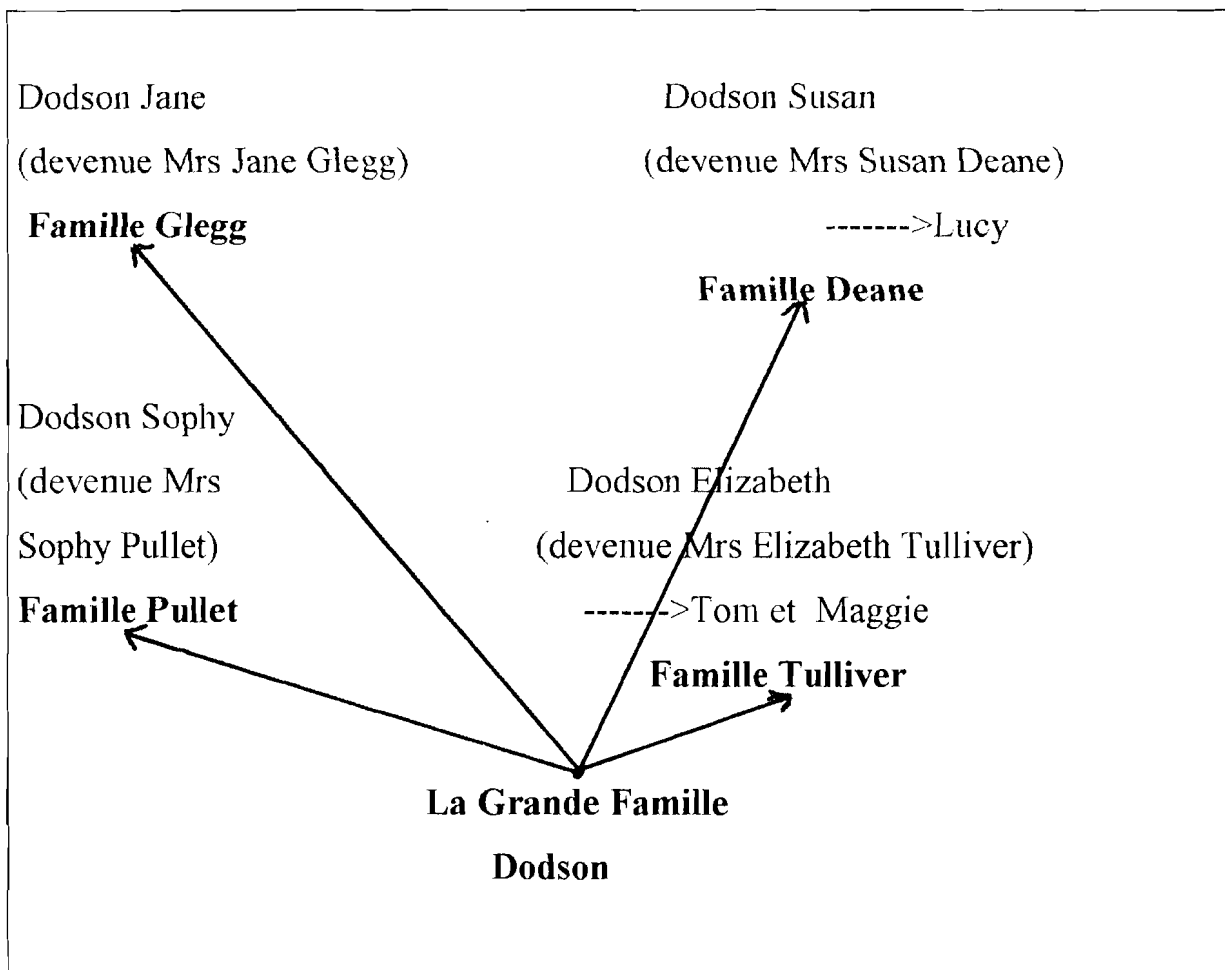 Dodson Jane
(devenue Mrs Jane Glegg)
Famille Glegg
Dodson Susan
(devenue Mrs Susan Deane)
------->Lucy
Famille Deane
Dodson Sophy
(devenue Mrs
Sophy Pullet)
Famille Pullet
Dodson Elizabeth
(devenue Mrs Elizabeth Tulliver)
------->Tom et Maggie
Famille Tulliver
La Grande Famille
Dodson